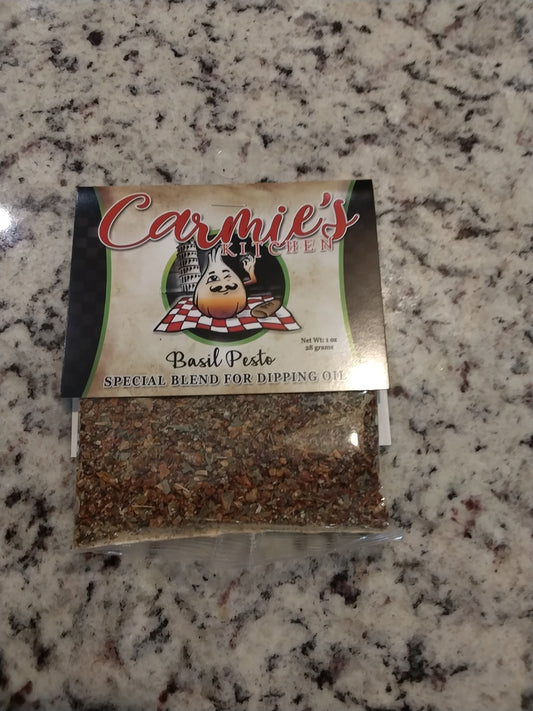 Carmie's
KITCHEN
Basil Pesto
Net Wt: 1 oz
28 grams
SPECIAL BLEND FOR DIPPING OIL